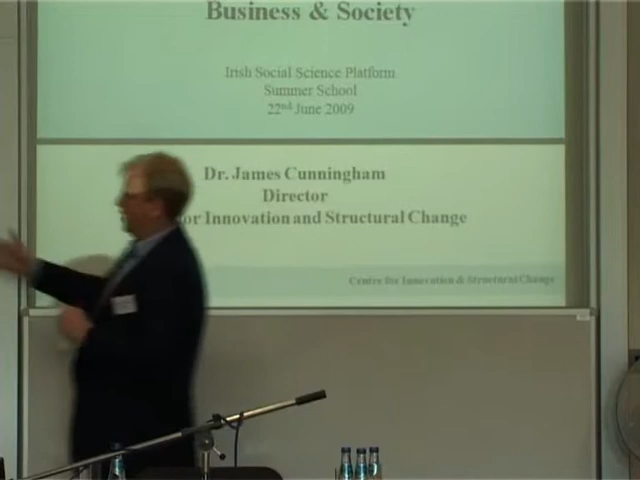 Business & Society
Irish Social Science Platform
Summer School
22nd June 2009
Dr. James Cunningham
Director
or Innovation and Structural Change
Centre for Innovation & Structural Change